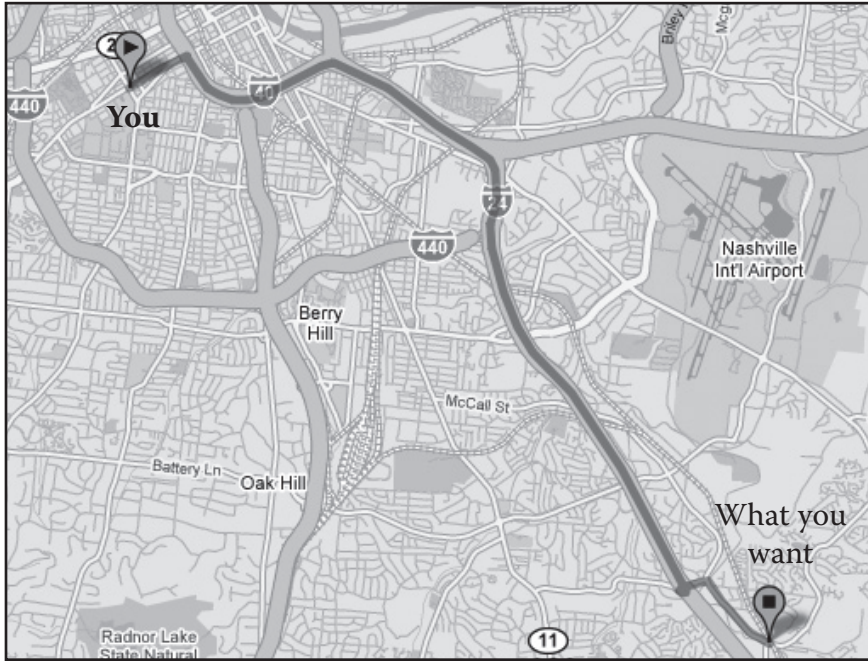 2
You
440
40
Briley
24
440
Nashville
Int'l Airport
Berry
Hill
McCall St
Battery Ln
Oak Hill
What you
want
Radnor Lake
State Natural
11